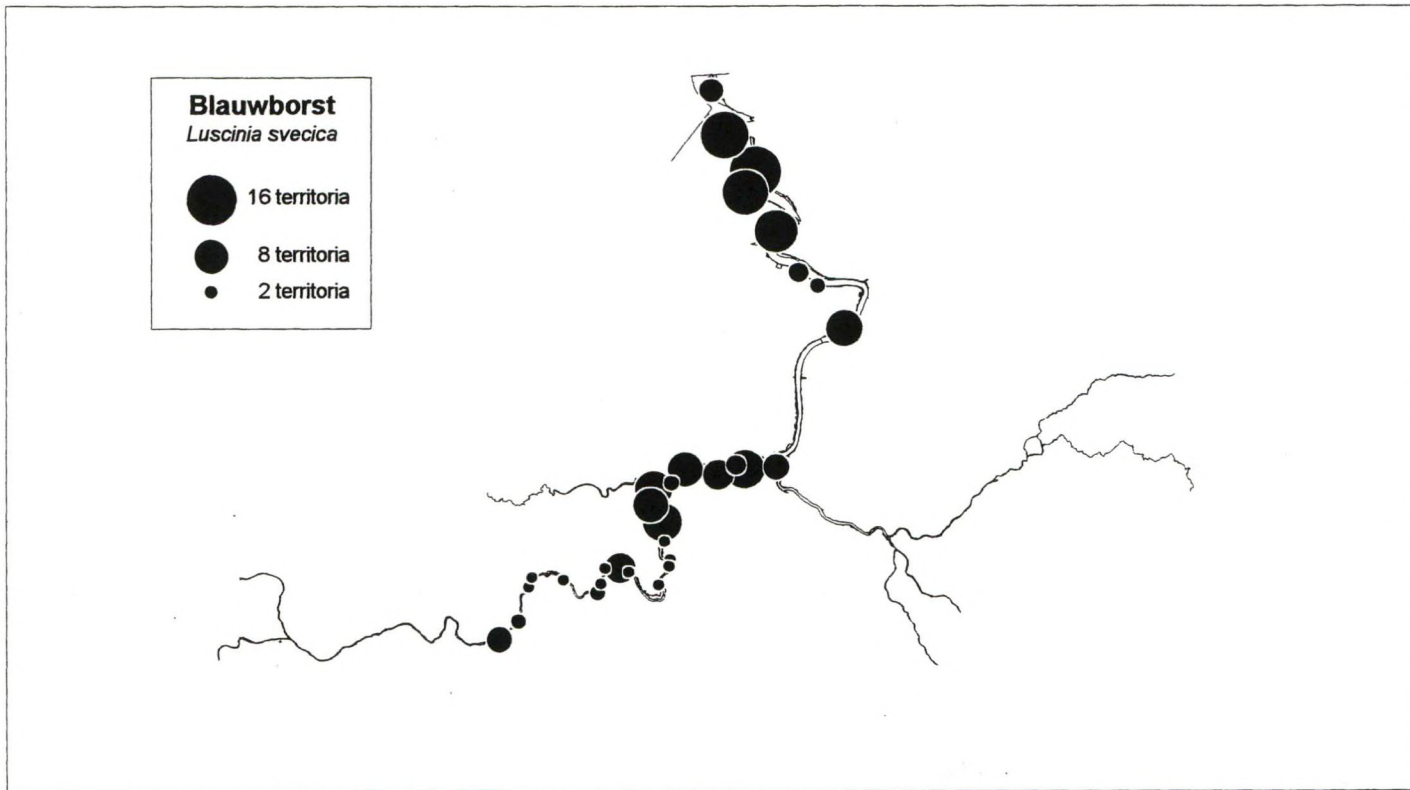 Blauwborst
Luscinia svecica
16 territoria
8 territoria
2 territoria